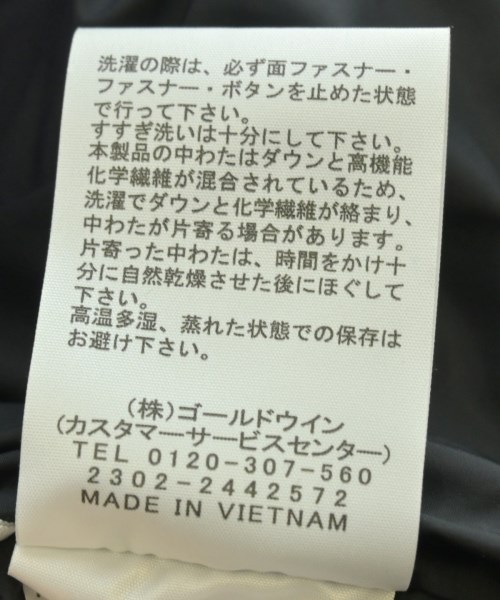 洗濯の際は、必ず面ファスナー・
ファスナー・ボタンを止めた状態
で行って下さい。
すすぎ洗いは十分にして下さい。
本製品の中わたはダウンと高機能
化学繊維が混合されているため、
洗濯でダウンと化学繊維が絡まり、
中わたが片寄る場合があります。
片寄った中わたは、時間をかけ十
分に自然乾燥させた後にほぐして
下さい。
高温多湿、蒸れた状態での保存は
お避け下さい。
(株)ゴールドウイン
(カスタマーサービスセンター)
TEL 0120-307-560
2302-2442572
MADE IN VIETNAM